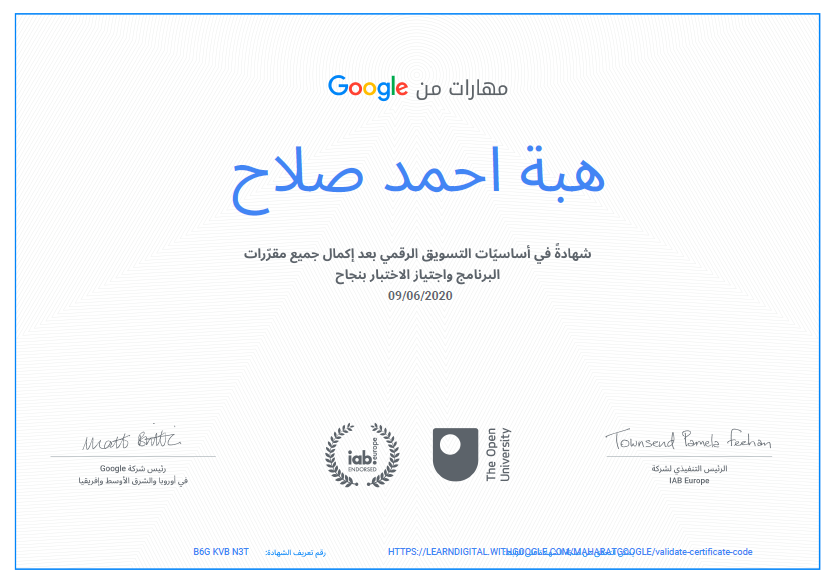 مهارات من Google
هبة احمد صلاح
شهادةً في أساسيّات التسويق الرقمي بعد إكمال جميع مقرّرات
البرنامج واجتياز الاختبار بنجاح
09/06/2020
Matt Brittin
رئيس شركة Google
في أوروبا والشرق الأوسط وإفريقيا
iab: europe
ENDORSED
The Open
University
Townsend Pamela Feehan
الرئيس التنفيذي لشركة
IAB Europe
رقم تعريف الشهادة: B6G KVB N3T
HTTPS://LEARNDIGITAL.WITHGOOGLE.COM/MAHARATGOOGLE/validate-certificate-code